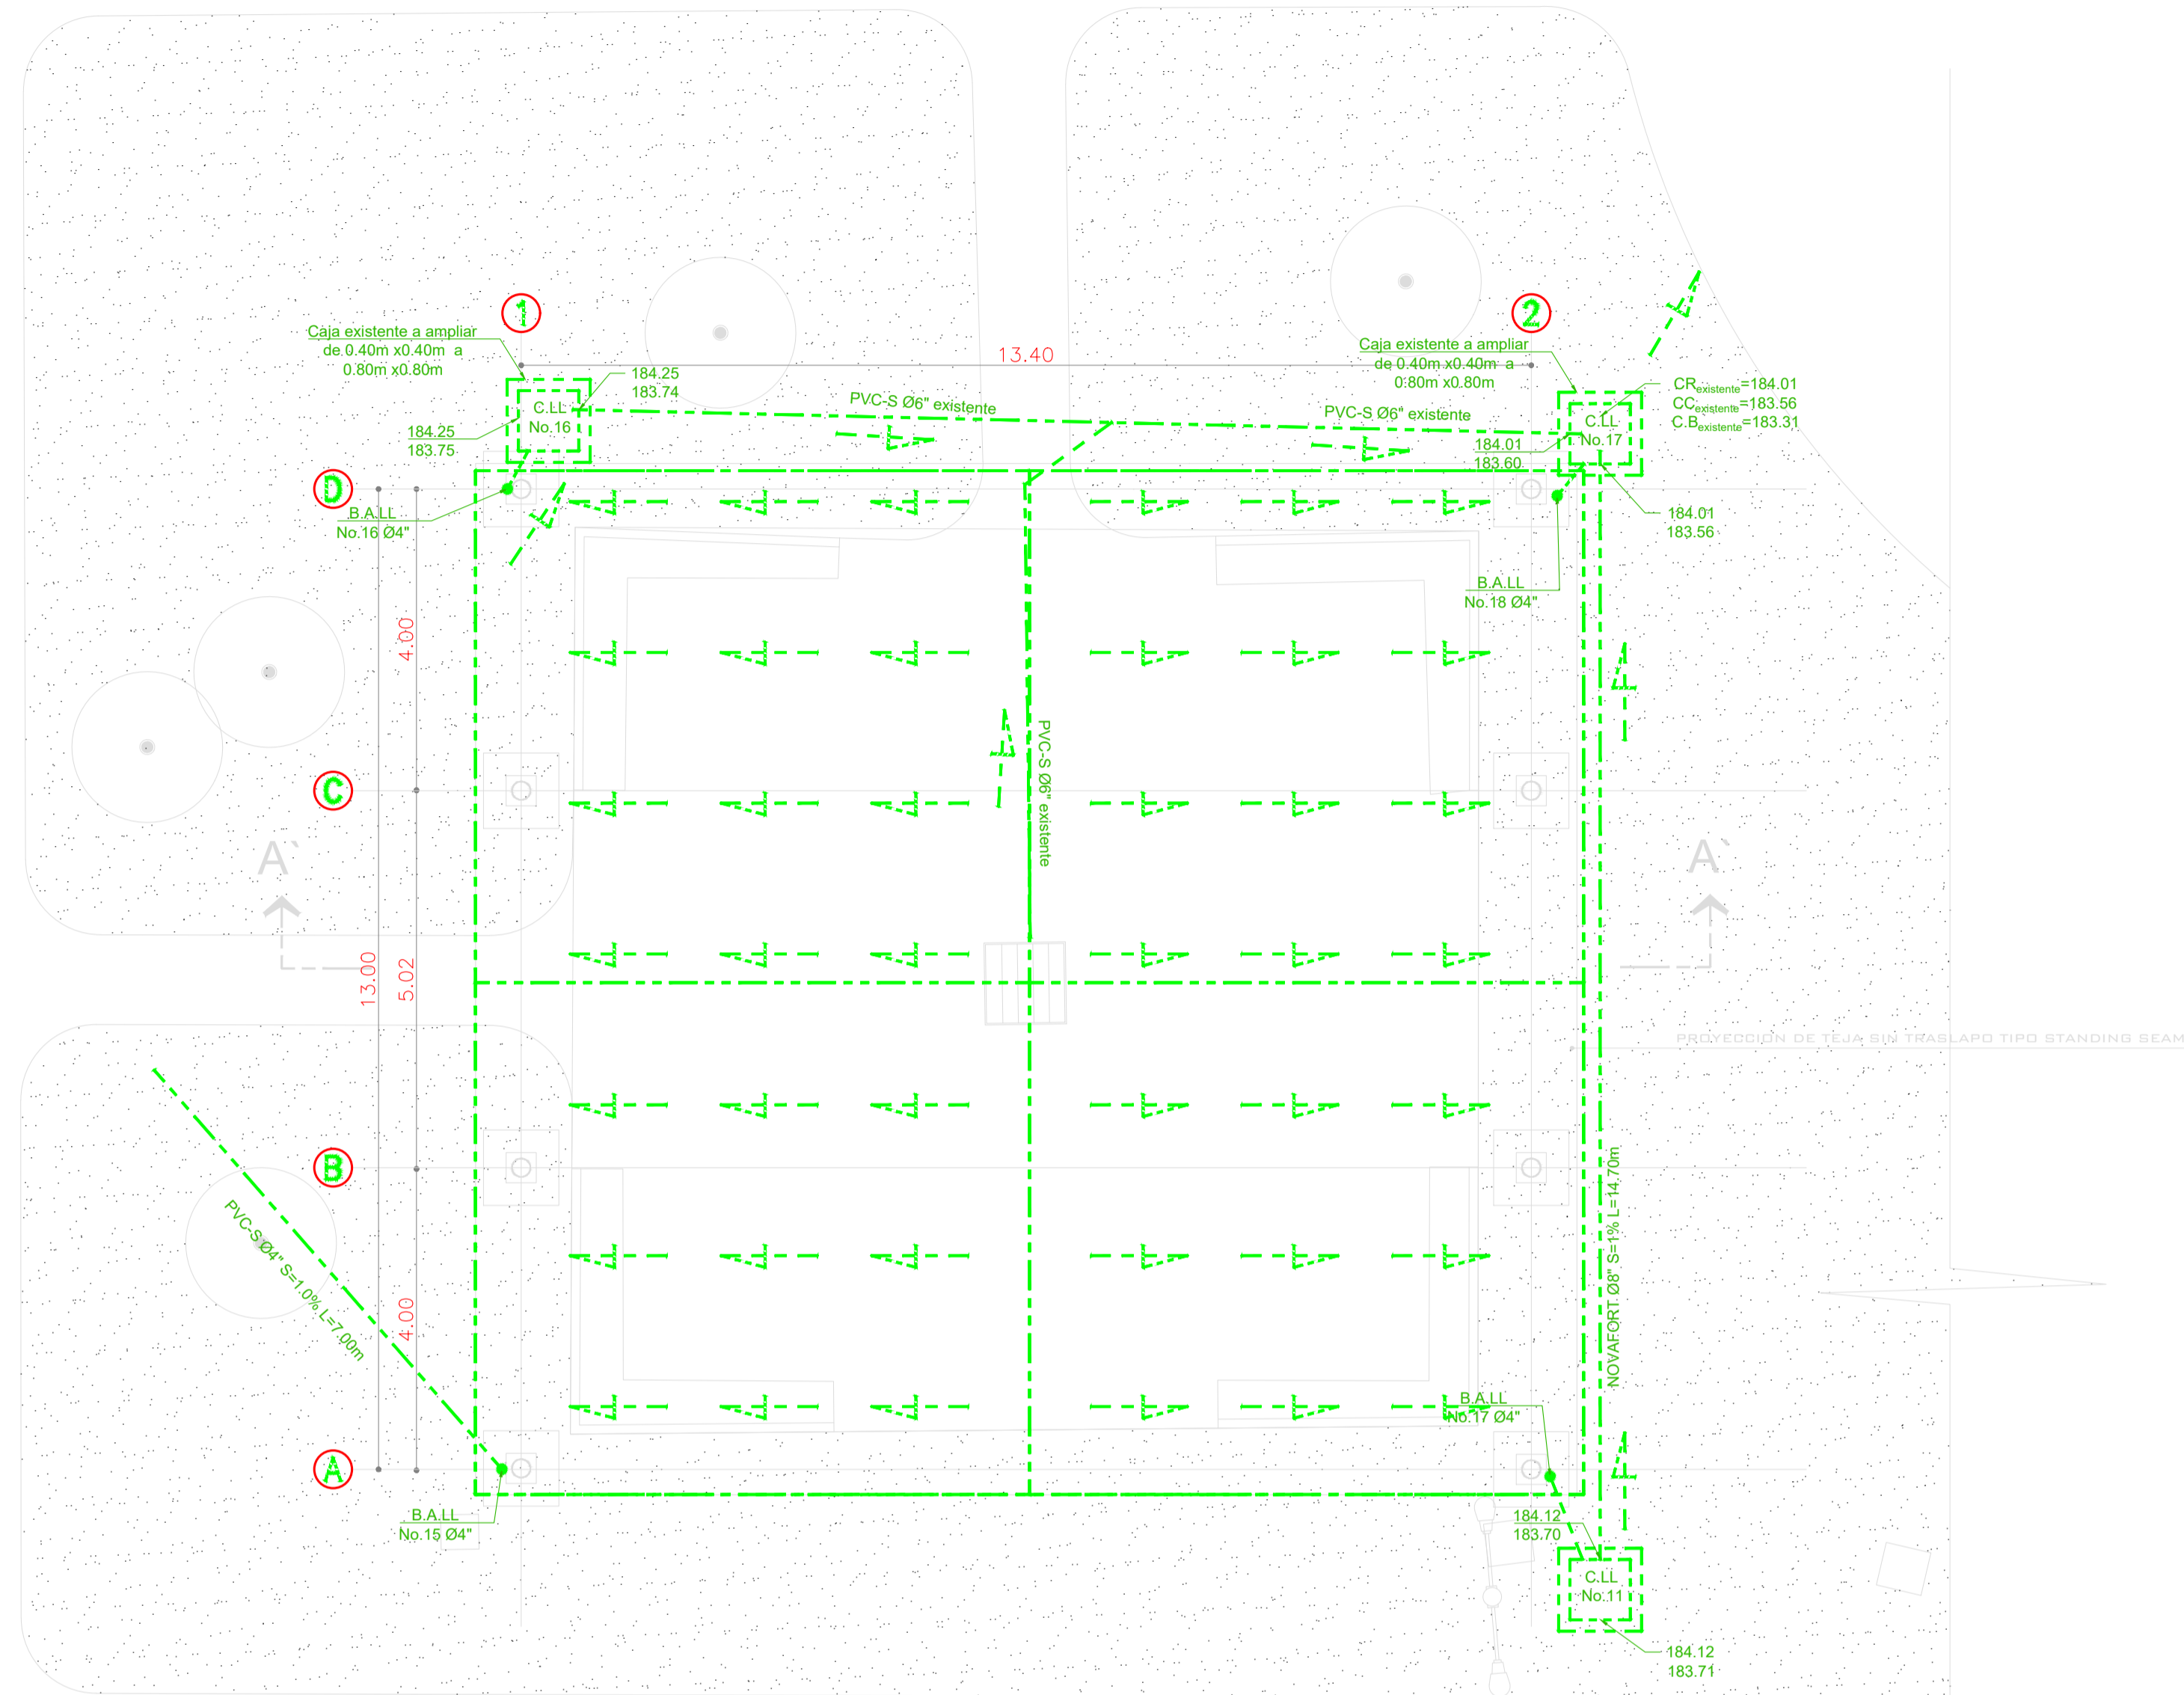 1
2
Caja existente a ampliar
de 0.40m x0.40m a
0.80m x0.80m
13.40
Caja existente a ampliar
de 0.40m x0.40m a
0.80m x0.80m
184.25
183.74
C.LL
No.16
PVC-S Ø6" existente
PVC-S Ø6" existente
CRexistente=184.01
CCexistente=183.56
C.Bexistente=183.31
C.LL
No.17
184.25
183.75
184.01
183.60
D
B.A.LL
No.16 Ø4"
184.01
183.56
B.A.LL
No.18 Ø4"
4.00
PVC-S Ø6" existente
C
A`
A`
13.00
5.02
PROYECCIÓN DE TEJA SIN TRASLAPO TIPO STANDING SEAM
B
PVC-S Ø4" S=1.0% L=7.00m
NOVAFORT Ø8" S=1% L=14.70m
4.00
B.A.LL
No.17 Ø4"
A
B.A.LL
No.15 Ø4"
184.12
183.70
C.LL
No.11
184.12
183.71